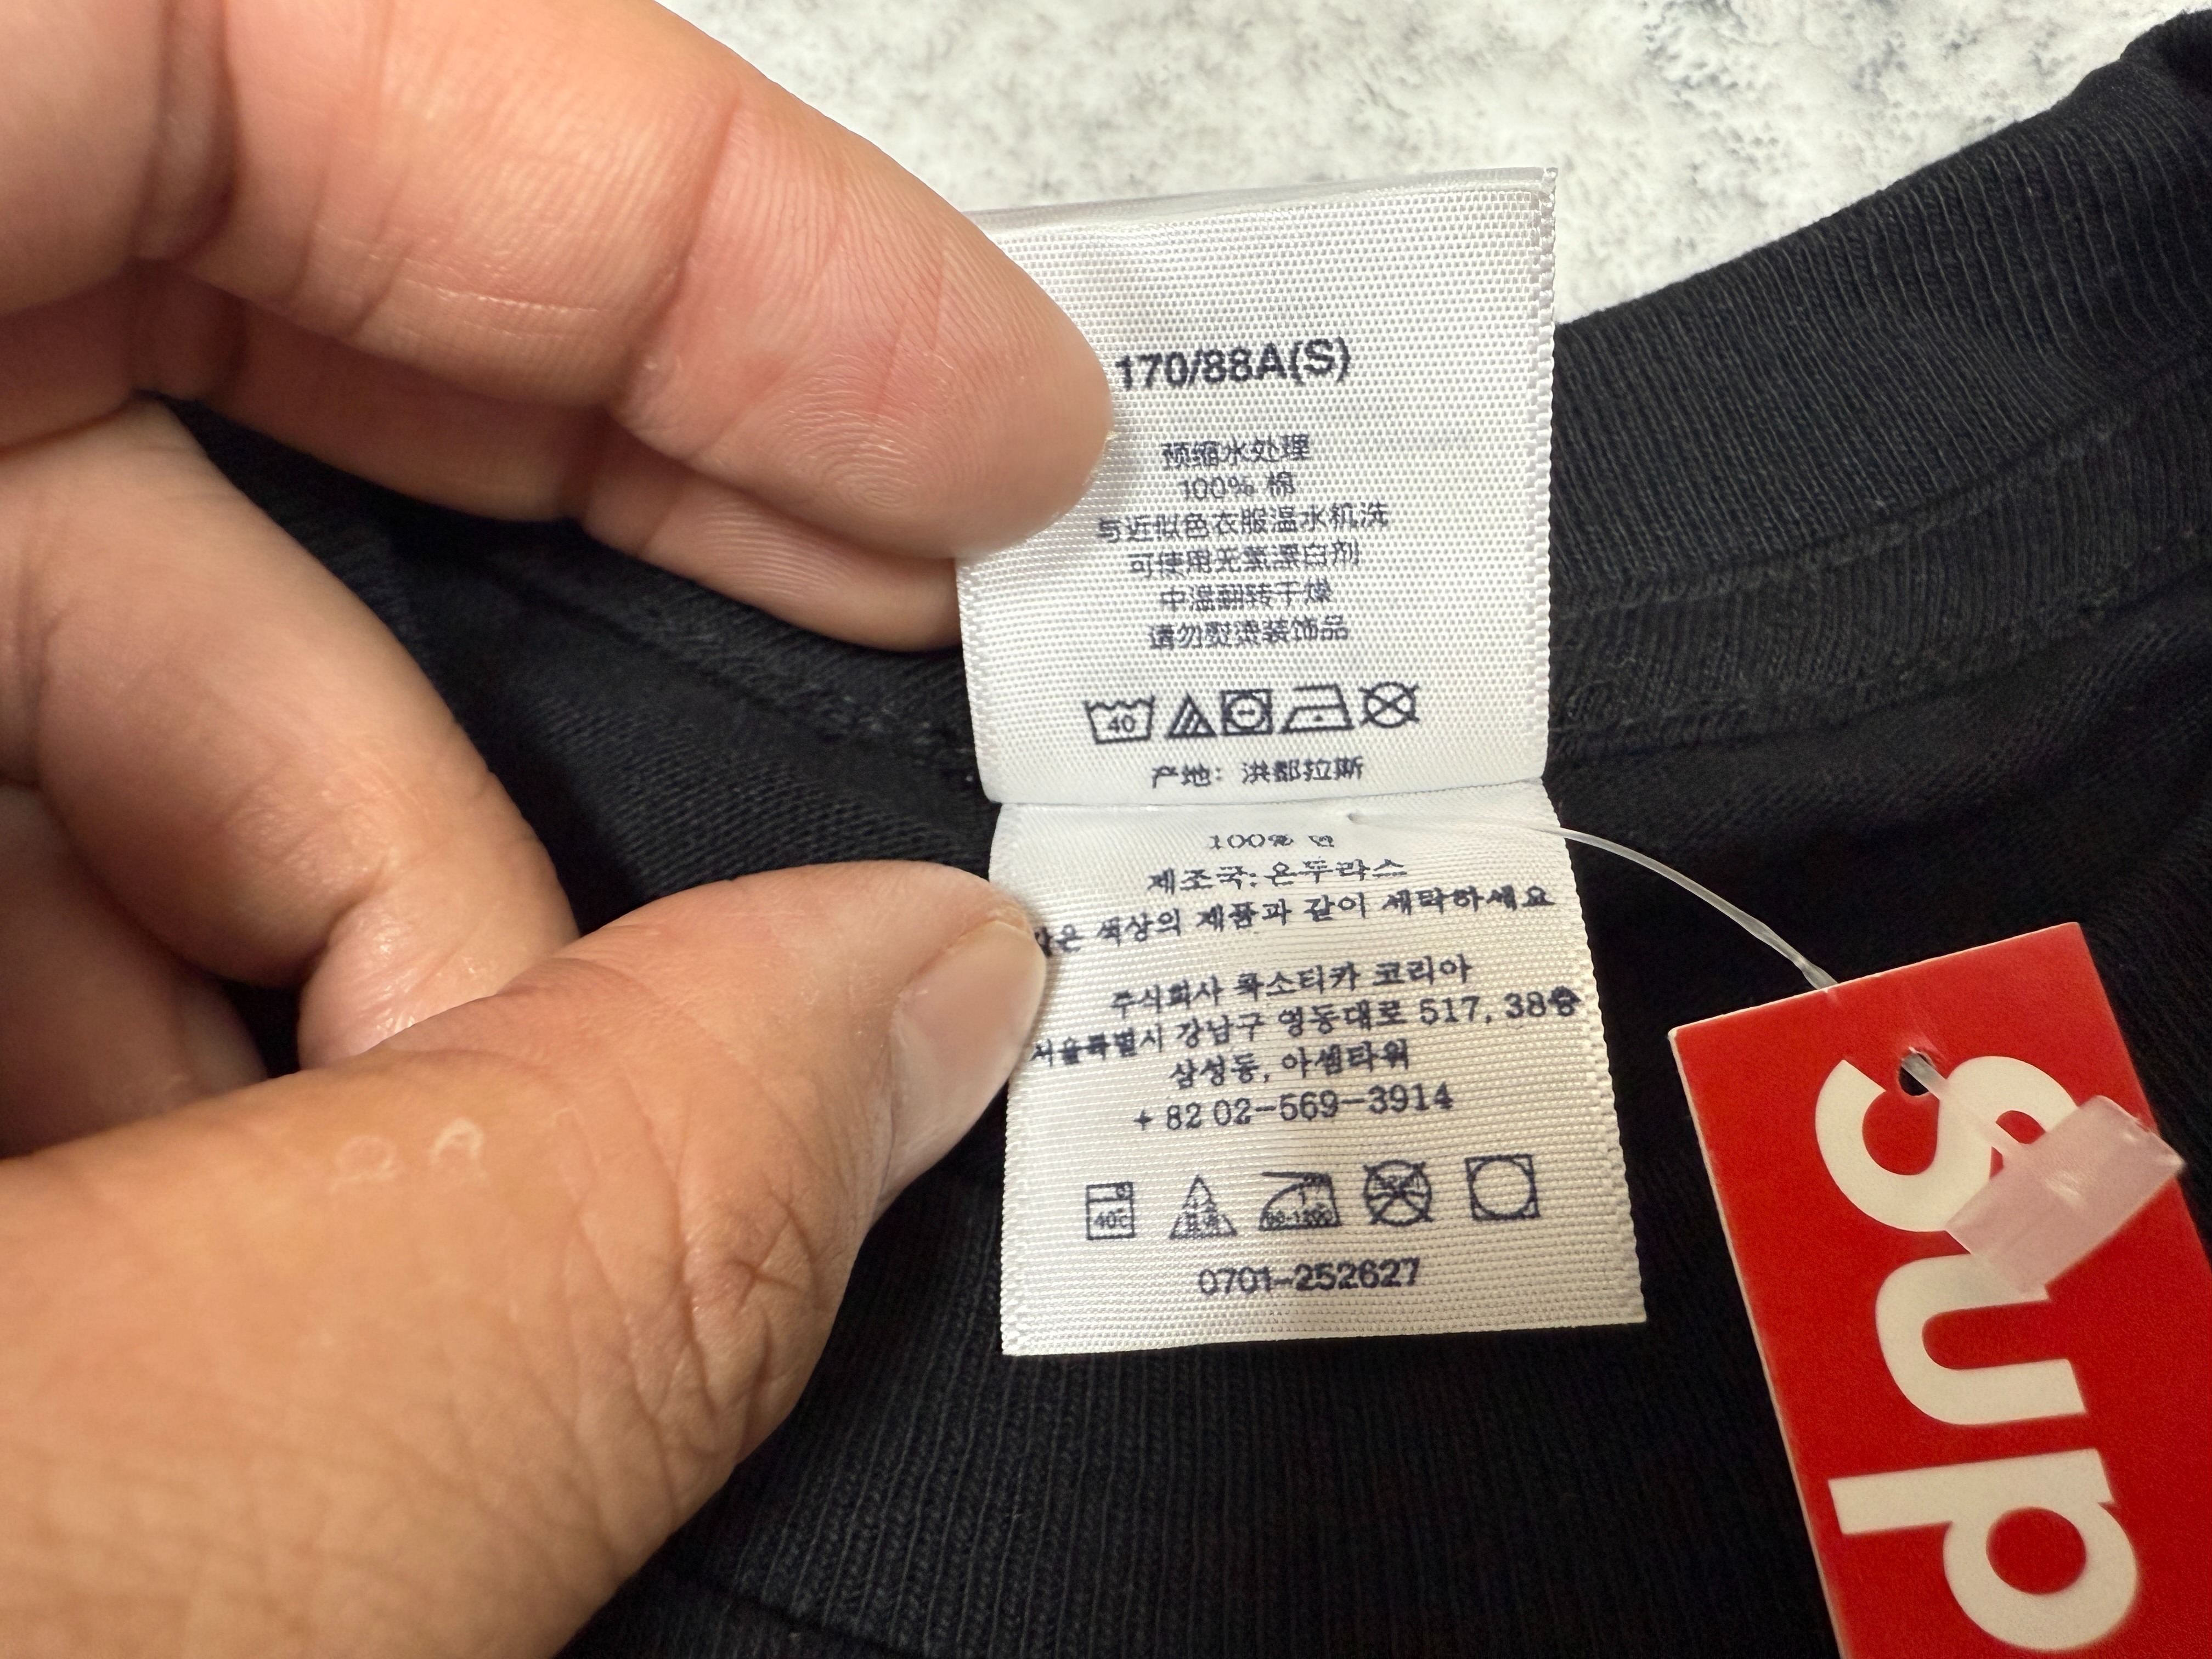 170/88A(S)
预缩水处理
100% 棉
与近似色衣服温水机洗
可使用无氯漂白剂
中温翻转干燥
请勿熨烫装饰品
40
产地：洪都拉斯
100% 면
제조국: 온두라스
같은 색상의 제품과 같이 세탁하세요
주식회사 콕소티카 코리아
서울특별시 강남구 영동대로 517, 38층
삼성동, 아셈타워
+ 82 02-569-3914
40C
0701-252627
Sup